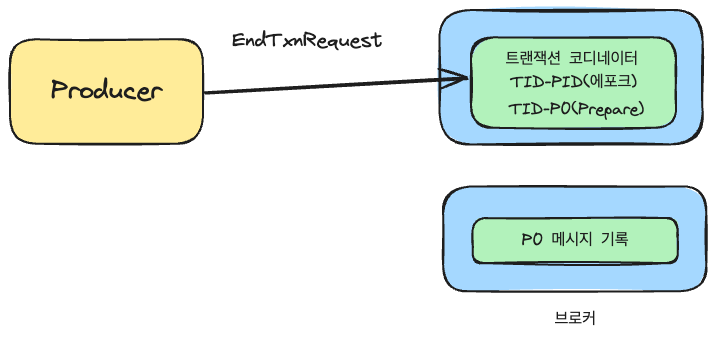 EndTxnRequest
Producer
트랜잭션 코디네이터
TID-PID(에포크)
TID-P0(Prepare)
P0 메시지 기록
브로커